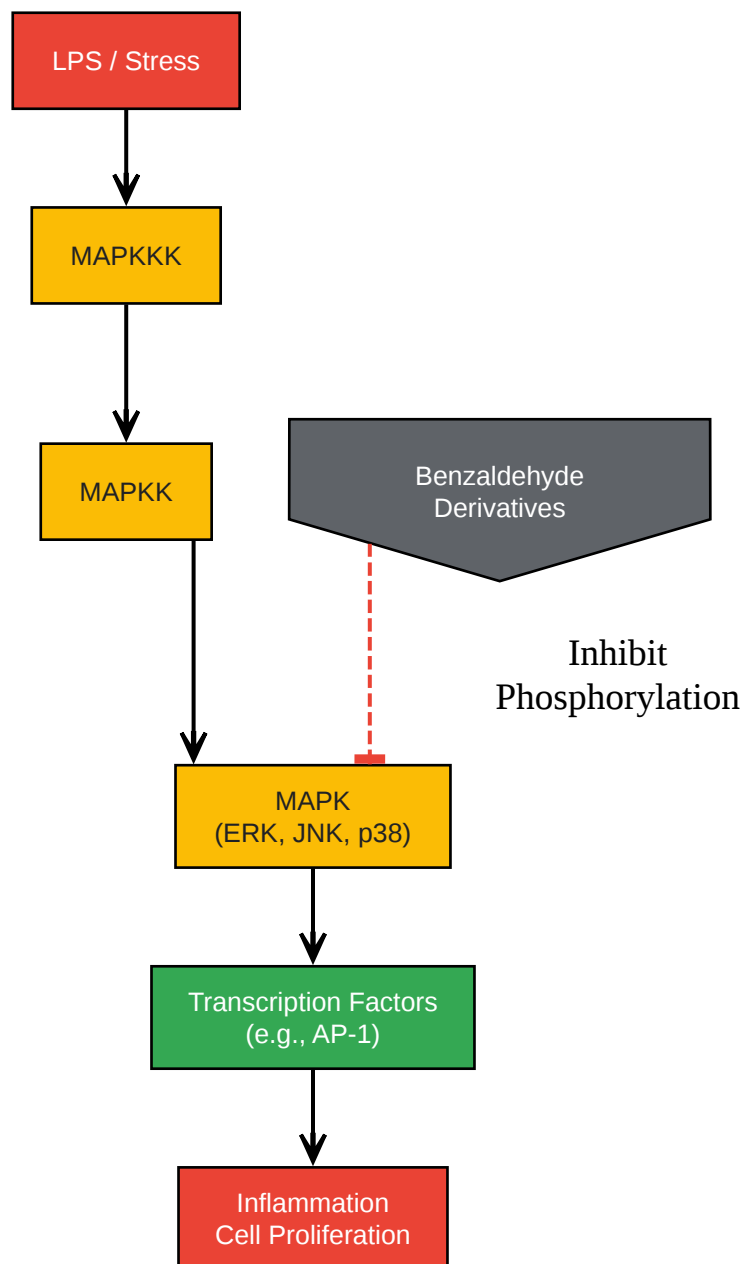 LPS / Stress
MAPKKK
MAPKK
Benzaldehyde
Derivatives
Inhibit
Phosphorylation
MAPK
(ERK, JNK, p38)
Transcription Factors
(e.g., AP-1)
Inflammation
Cell Proliferation